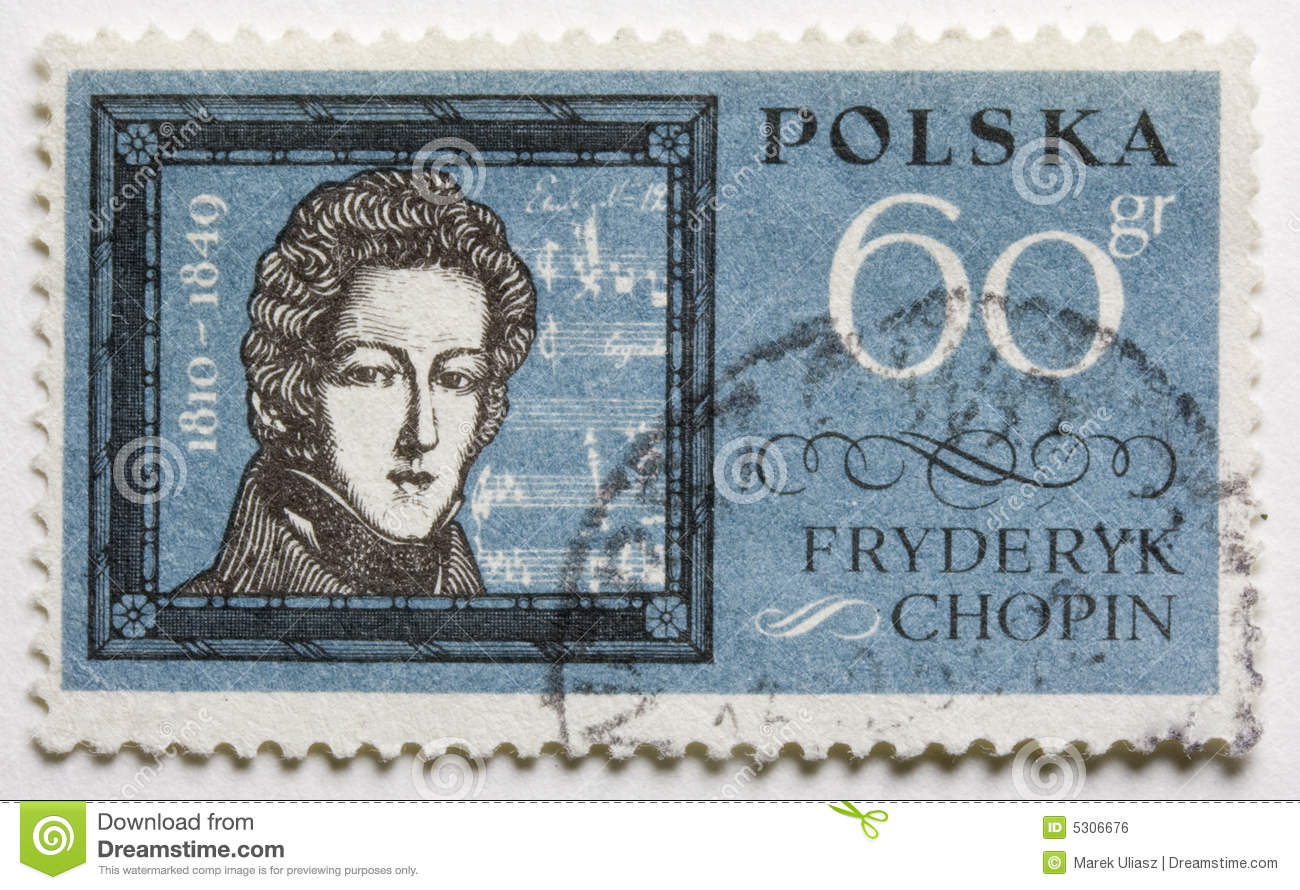 POLSKA
60 gr
1810-1849
FRYDERYK
CHOPIN
dreamstime
Download from
Dreamstime.com
This watermarked comp image is for previewing purposes only.
ID 5306676
© Marek Uliasz | Dreamstime.com